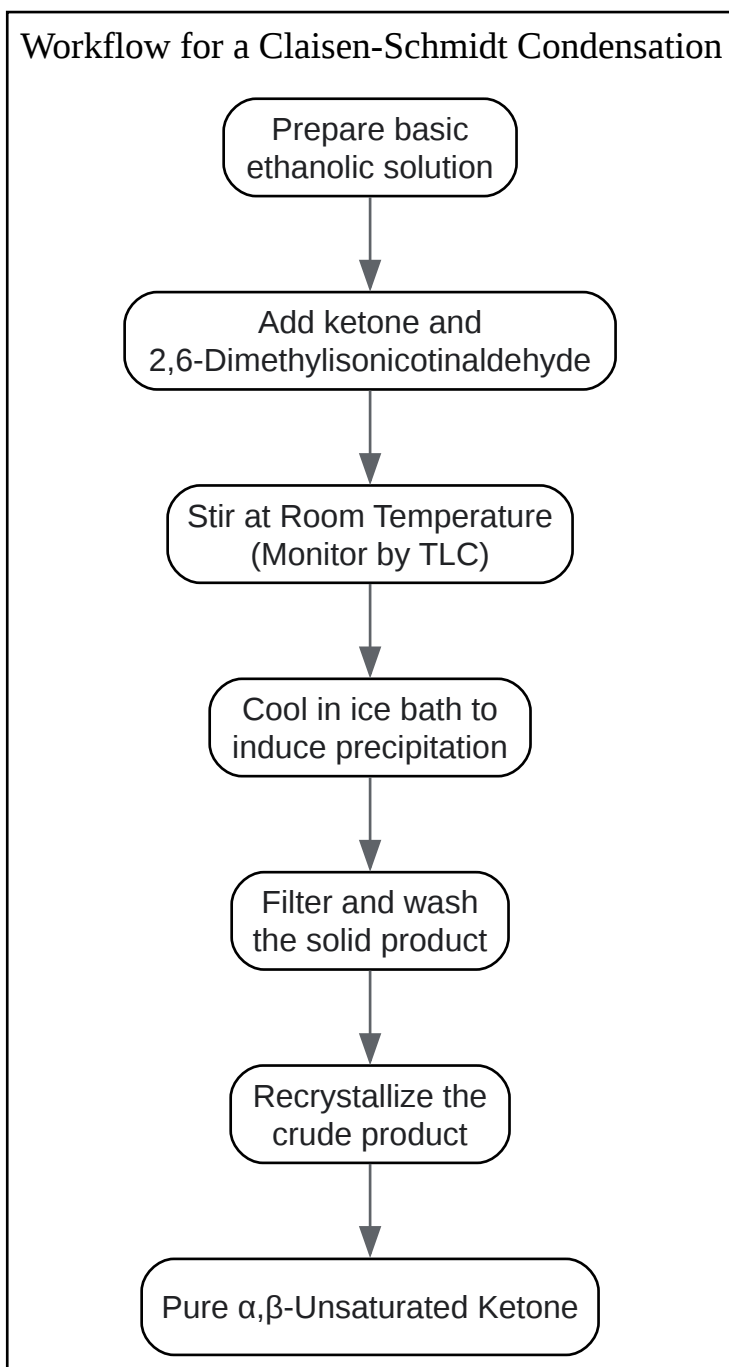 Workflow for a Claisen-Schmidt Condensation
Prepare basic
ethanolic solution
Add ketone and
2,6-Dimethylisonicotinaldehyde
Stir at Room Temperature
(Monitor by TLC)
Cool in ice bath to
induce precipitation
Filter and wash
the solid product
Recrystallize the
crude product
Pure α,β-Unsaturated Ketone